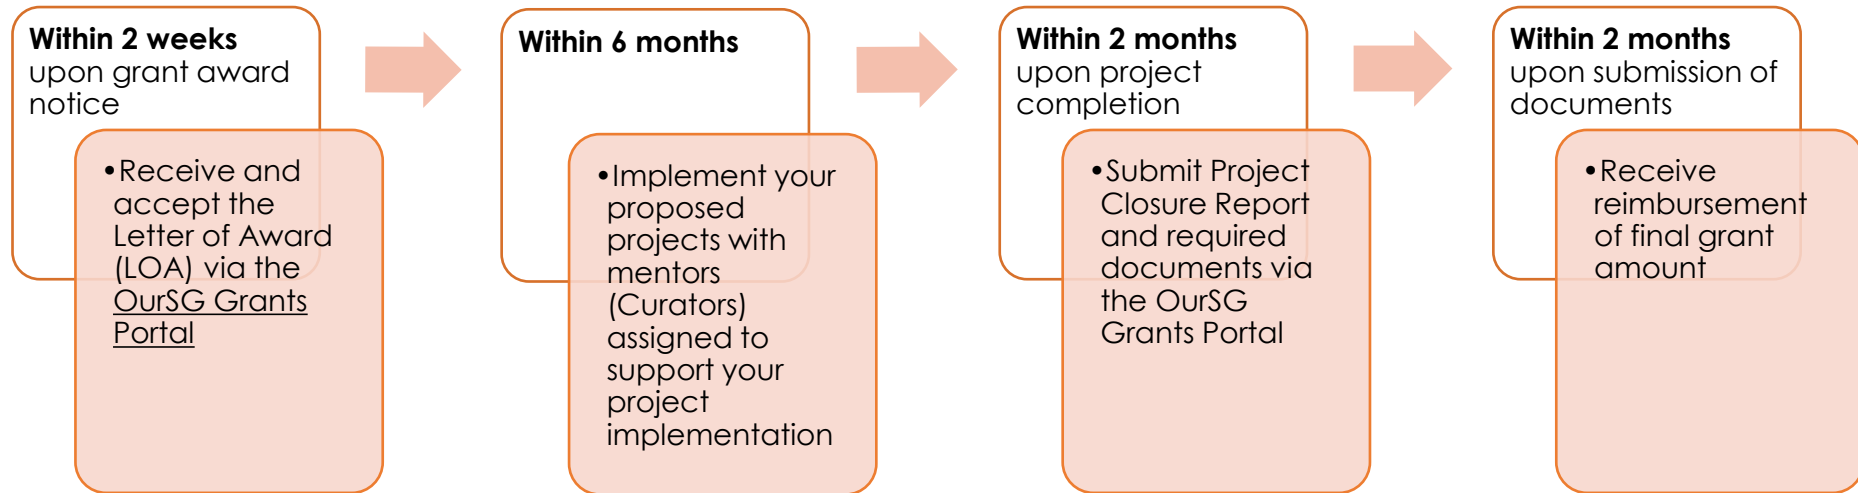 Within 2 weeks
upon grant award
notice
•Receive and
accept the
Letter of Award
(LOA) via the
OurSG Grants
Portal
Within 6 months
•Implement your
proposed
projects with
mentors
(Curators)
assigned to
support your
project
implementation
Within 2 months
upon project
completion
•Submit Project
Closure Report
and required
documents via
the OurSG
Grants Portal
Within 2 months
upon submission of
documents
•Receive
reimbursement
of final grant
amount